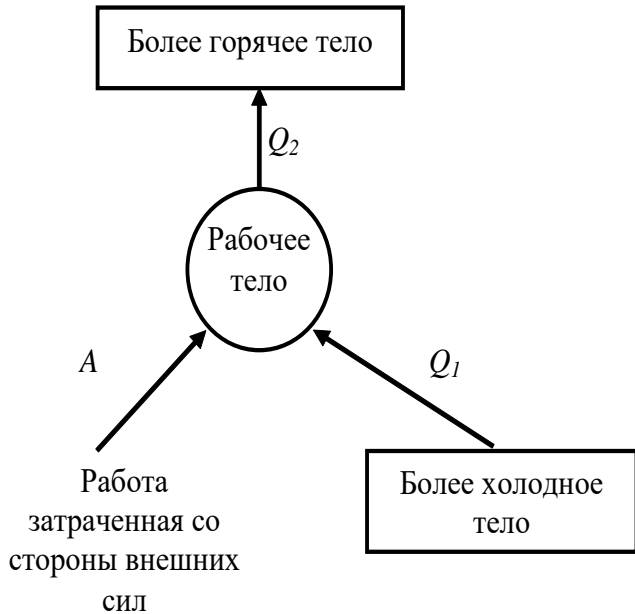 Более горячее тело
Q2
Рабочее
тело
A
Q1
Работа
затраченная со
стороны внешних
сил
Более холодное
тело